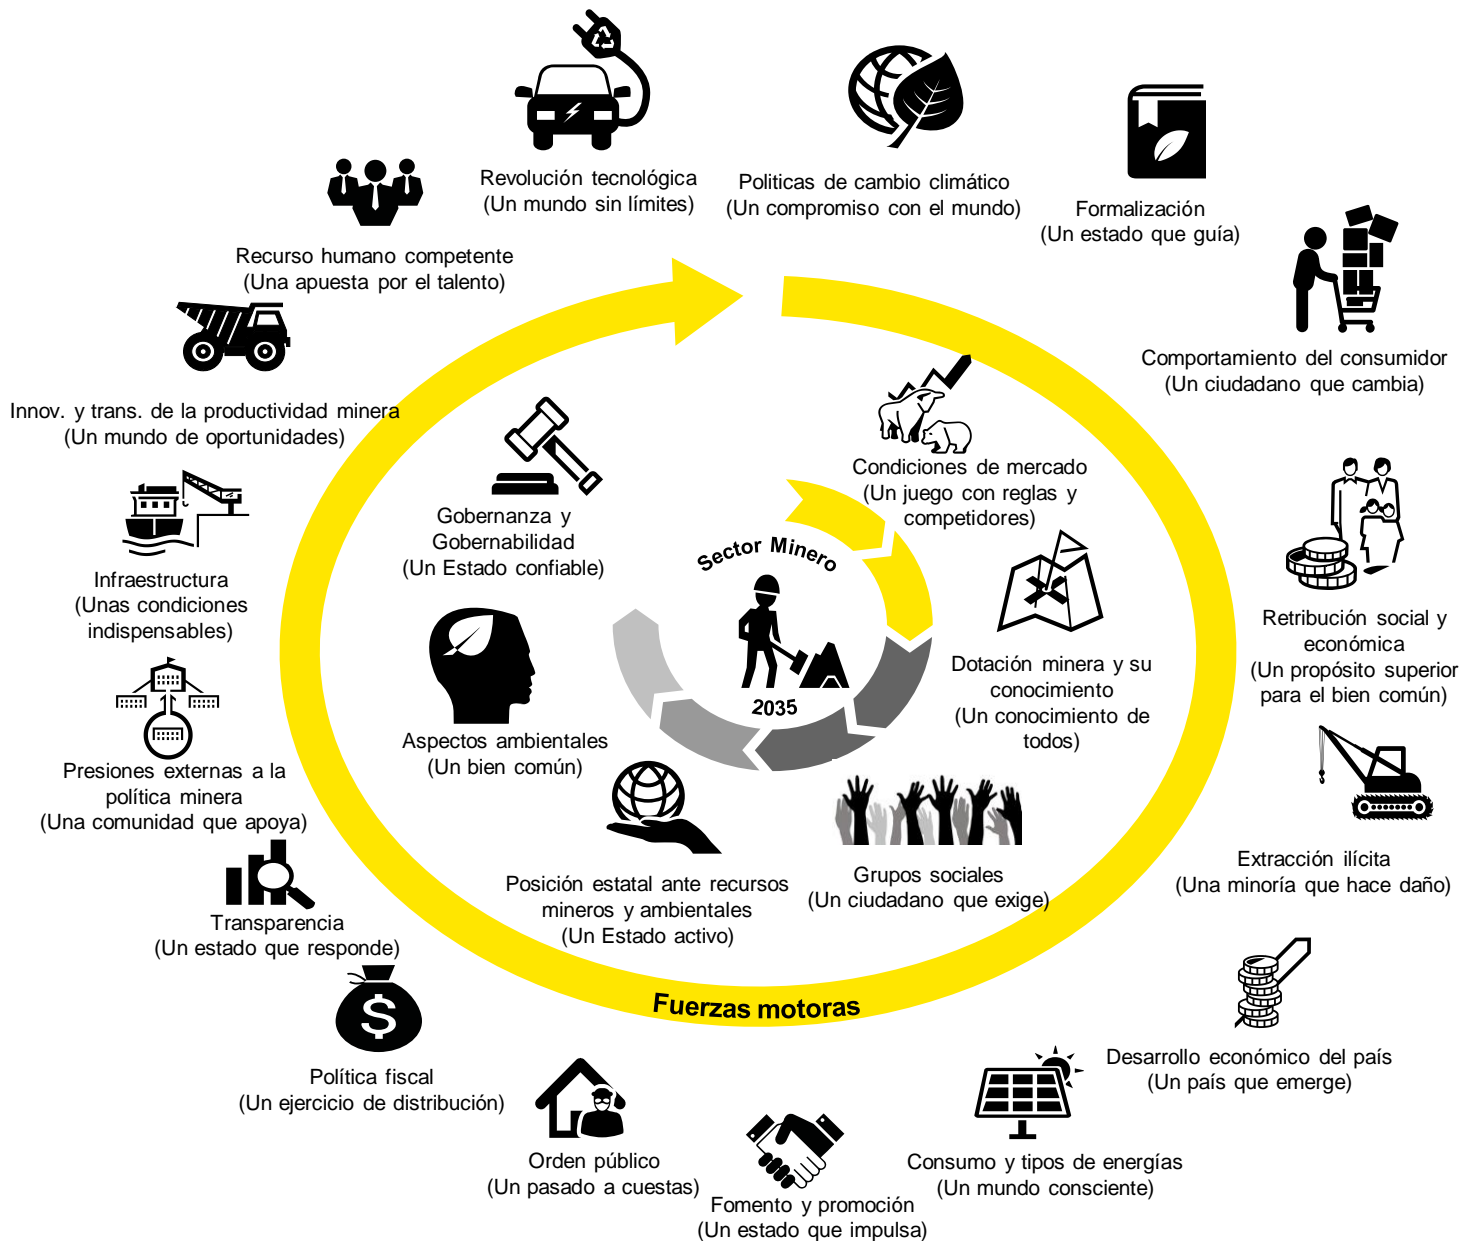 Revolución tecnológica
(Un mundo sin límites)
Politicas de cambio climático
(Un compromiso con el mundo)
Formalización
(Un estado que guía)
Recurso humano competente
(Una apuesta por el talento)
Comportamiento del consumidor
(Un ciudadano que cambia)
Innov. y trans. de la productividad minera
(Un mundo de oportunidades)
Condiciones de mercado
(Un juego con reglas y
competidores)
Gobernanza y
Gobernabilidad
(Un Estado confiable)
Sector Minero
2035
Infraestructura
(Unas condiciones
indispensables)
Retribución social y
económica
(Un propósito superior
para el bien común)
Dotación minera y su
conocimiento
(Un conocimiento de
todos)
Aspectos ambientales
(Un bien común)
Presiones externas a la
política minera
(Una comunidad que apoya)
Extracción ilícita
(Una minoría que hace daño)
Grupos sociales
(Un ciudadano que exige)
Posición estatal ante recursos
mineros y ambientales
(Un Estado activo)
Transparencia
(Un estado que responde)
Fuerzas motoras
Desarrollo económico del país
(Un país que emerge)
$
Política fiscal
(Un ejercicio de distribución)
Orden público
(Un pasado a cuestas)
Consumo y tipos de energías
(Un mundo consciente)
Fomento y promoción
(Un estado que impulsa)